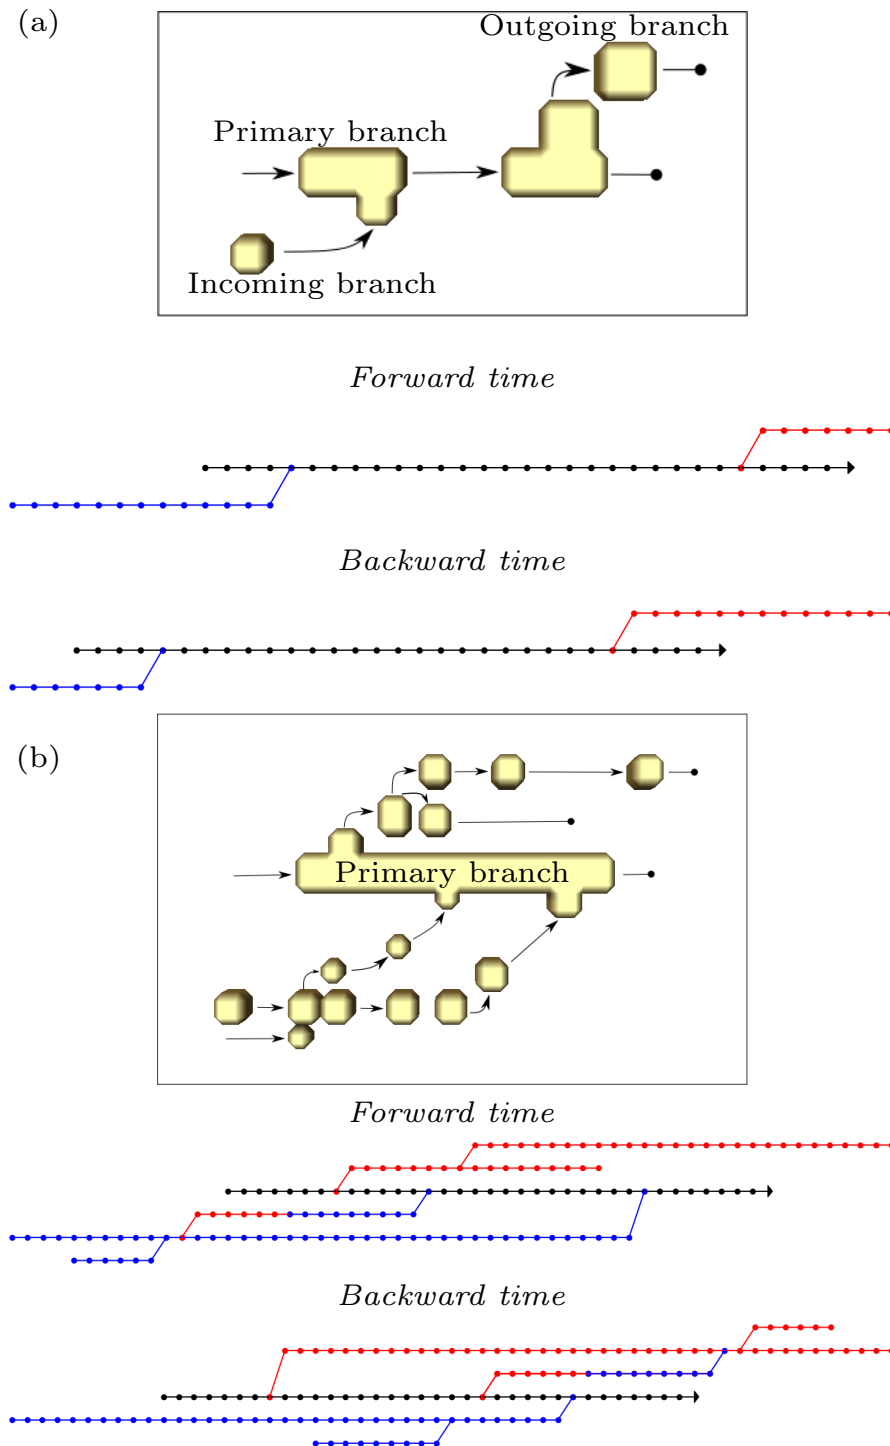 (a)
Outgoing branch
Primary branch
Incoming branch
Forward time
Backward time
(b)
Primary branch
Forward time
Backward time